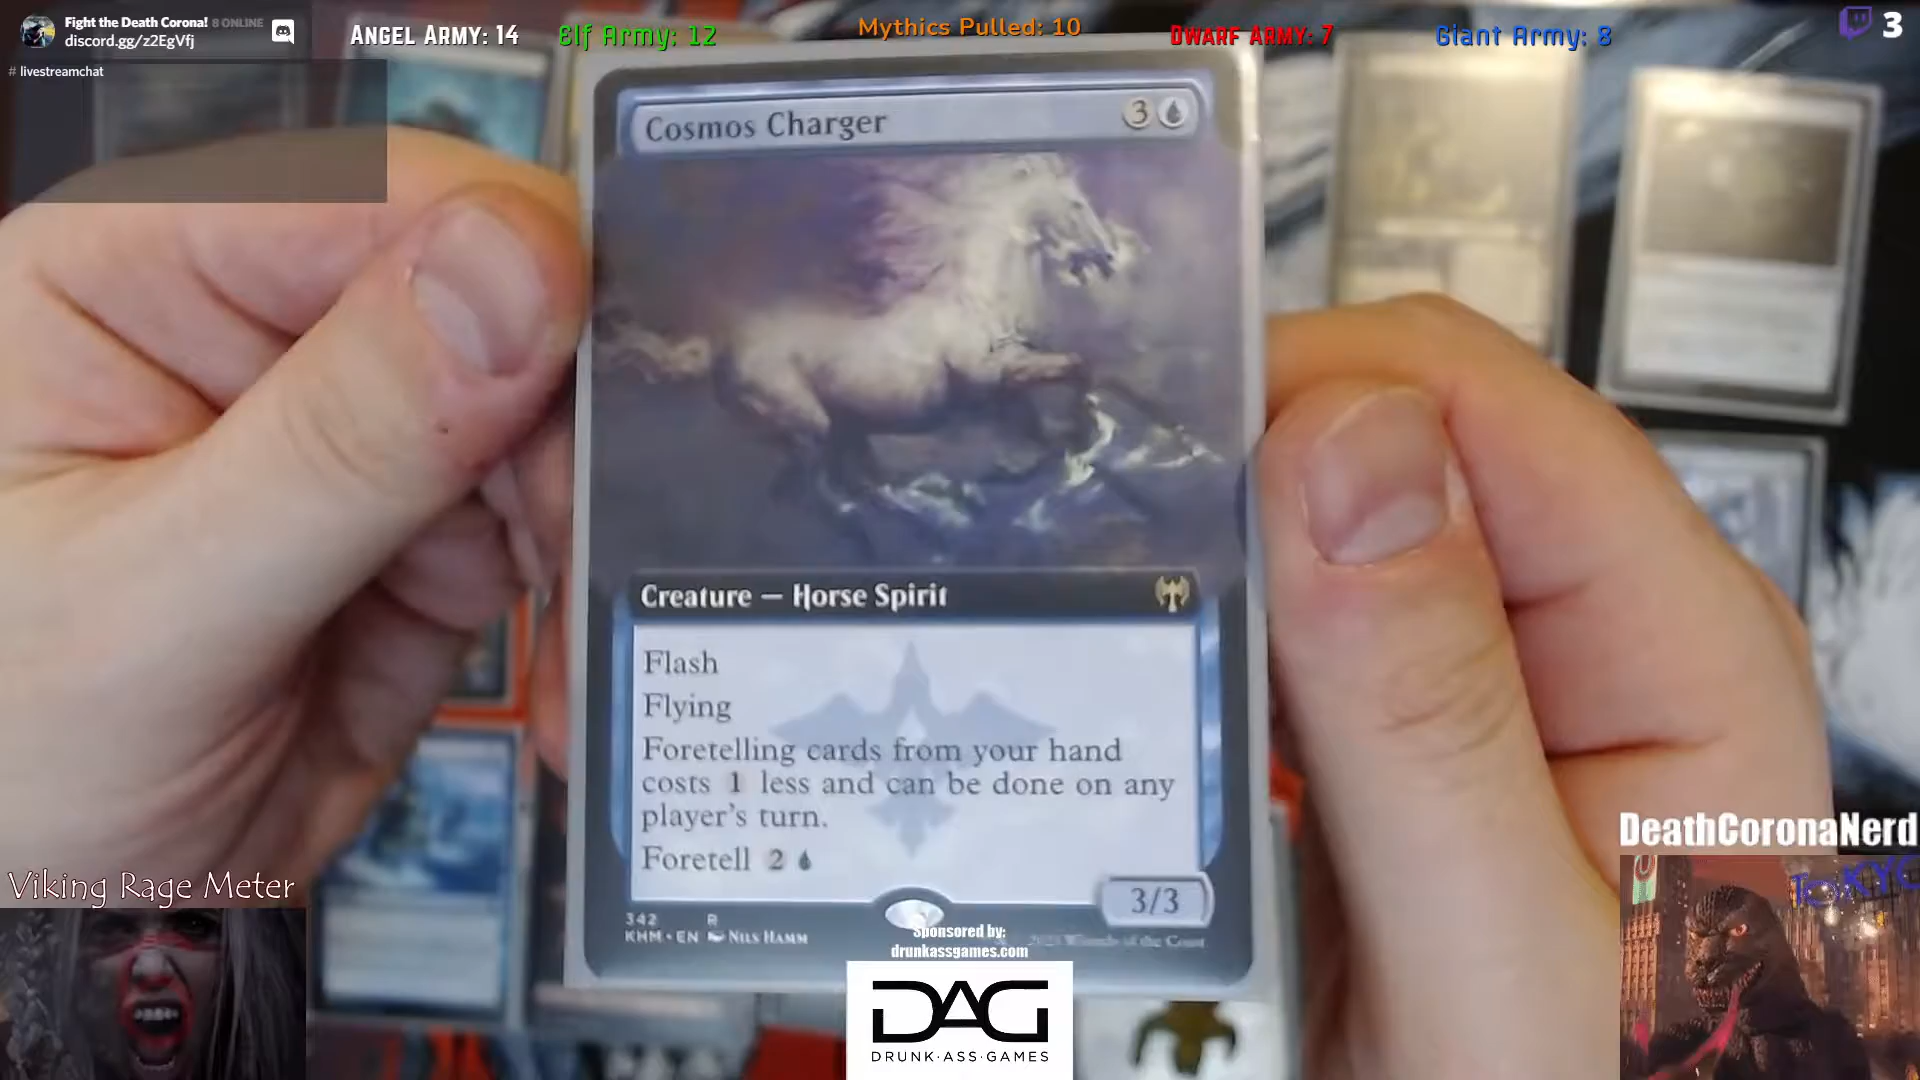 Fight the Death Corona! 8 ONLINE
discord.gg/z2EgVfj
# livestreamchat
ANGEL ARMY: 14
Elf Army: 12
Mythics Pulled: 10
DWARF ARMY: 7
Giant Army: 8
3
Cosmos Charger
3
Creature — Horse Spirit
Flash
Flying
Foretelling cards from your hand
costs 1 less and can be done on any
player's turn.
Foretell 2
3/3
342 R
KHM • EN NILS HAMM
Sponsored by:
drunkassgames.com
DAG
DRUNK·ASS·GAMES
Viking Rage Meter
DeathCoronaNerd